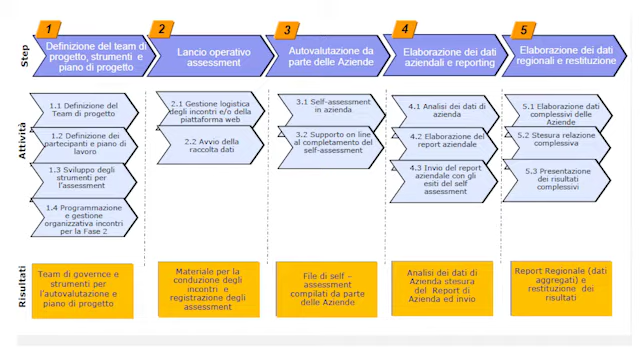 1
2
3
4
5
Step
Definizione del team di
progetto, strumenti e
piano di progetto
Lancio operativo
assessment
Autovalutazione da
parte delle Aziende
Elaborazione dei dati
aziendali e reporting
Elaborazione dei dati
regionali e restituzione
Attività
1.1 Definizione del
Team di progetto
1.2 Definizione dei
partecipanti e piano di
lavoro
1.3 Sviluppo degli
strumenti per
l'assessment
1.4 Programmazione e
gestione
organizzativa incontri
per la Fase 2
2.1 Gestione logistica
degli incontri e/o della
piattaforma web
2.2 Avvio della
raccolta dati
3.1 Self-assessment
in azienda
3.2 Supporto on line
al completamento del
self-assessment
4.1 Analisi dei dati di
azienda
4.2 Elaborazione del
report aziendale
4.3 Invio del report
aziendale con gli
esiti del self
assessment
5.1 Elaborazione dati
complessivi delle
Aziende
5.2 Stesura relazione
complessiva
5.3 Presentazione dei
risultati
complessivi
Risultati
Team di governce e
strumenti per
l'autovalutazione e
piano di progetto
Materiale per la
conduzione degli
incontri e
registrazione degli
assessment
File di self –
assessment
compilati da parte
delle Aziende
Analisi dei dati di
Azienda stesura
del Report di
Azienda ed invio
Report Regionale (dati
aggregati) e
restituzione dei
risultati